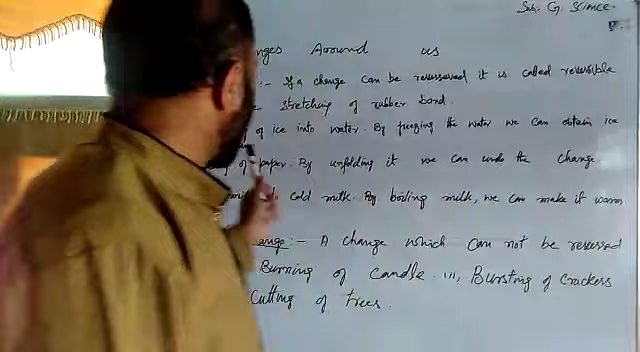 Sub. G. Science.
nges Around us
:- If a change can be reversed it is called reversible
stretching of rubber band.
of ice into water. By freezing the water we can obtain ice
of paper. By unfolding it we can undo the change.
to cold milk. By boiling milk, we can make it warm
ange :- A change which can not be reversed
Burning of candle. Bursting of Crackers
Cutting of trees.